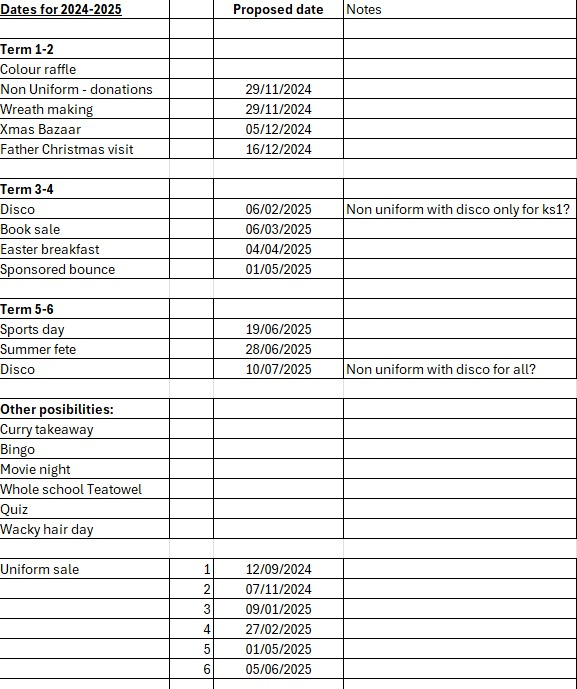 Dates for 2024-2025 Proposed date Notes
Term 1-2
Colour raffle
Non Uniform - donations 29/11/2024
Wreath making 29/11/2024
Xmas Bazaar 05/12/2024
Father Christmas visit 16/12/2024
Term 3-4
Disco 06/02/2025 Non uniform with disco only for ks1?
Book sale 06/03/2025
Easter breakfast 04/04/2025
Sponsored bounce 01/05/2025
Term 5-6
Sports day 19/06/2025
Summer fete 28/06/2025
Disco 10/07/2025 Non uniform with disco for all?
Other posibilities:
Curry takeaway
Bingo
Movie night
Whole school Teatowel
Quiz
Wacky hair day
Uniform sale 1 12/09/2024
2 07/11/2024
3 09/01/2025
4 27/02/2025
5 01/05/2025
6 05/06/2025